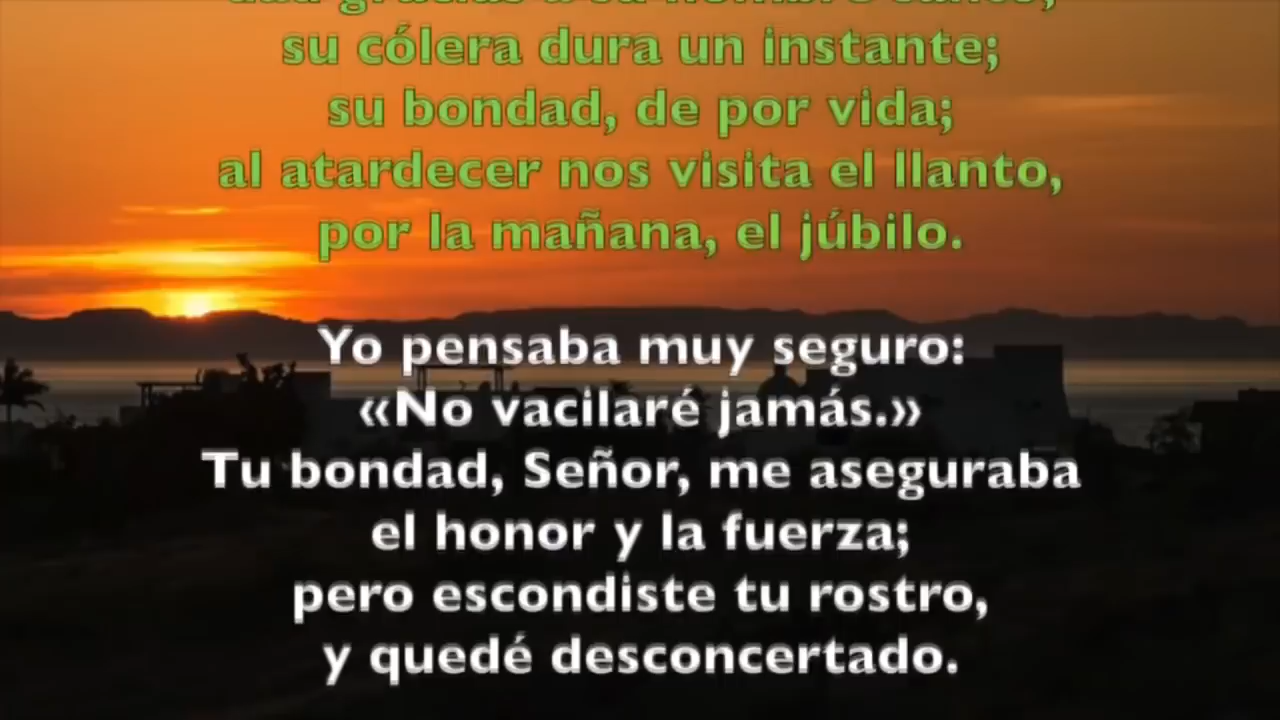 su cólera dura un instante;
su bondad, de por vida;
al atardecer nos visita el llanto,
por la mañana, el júbilo.
Yo pensaba muy seguro:
«No vacilaré jamás.»
Tu bondad, Señor, me aseguraba
el honor y la fuerza;
pero escondiste tu rostro,
y quedé desconcertado.